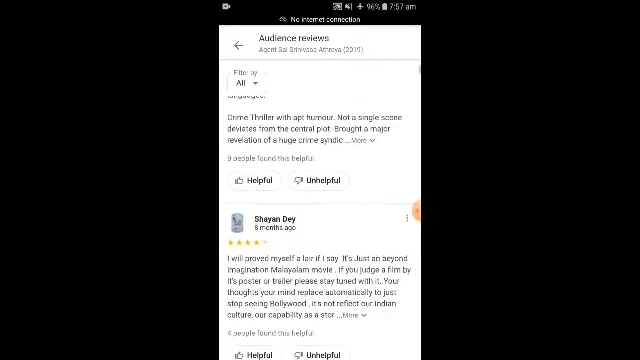 96% 7:57 am
No internet connection
Audience reviews
Agent Sai Srinivasa Athreya (2019)
Filter by
All
languages.
Crime Thriller with apt humour. Not a single scene
deviates from the central plot. Brought a major
revelation of a huge crime syndic ...More
9 people found this helpful.
Helpful Unhelpful
Shayan Dey
8 months ago
I will proved myself a lair if I say It's Just an beyond
imagination Malayalam movie . If you judge a film by
it's poster or trailer please stay tuned with it. Your
thoughts your mind replace automatically to just
stop seeing Bollywood , it's not reflect our Indian
culture, our capability as a stor ...More
4 people found this helpful.
Helpful Unhelpful